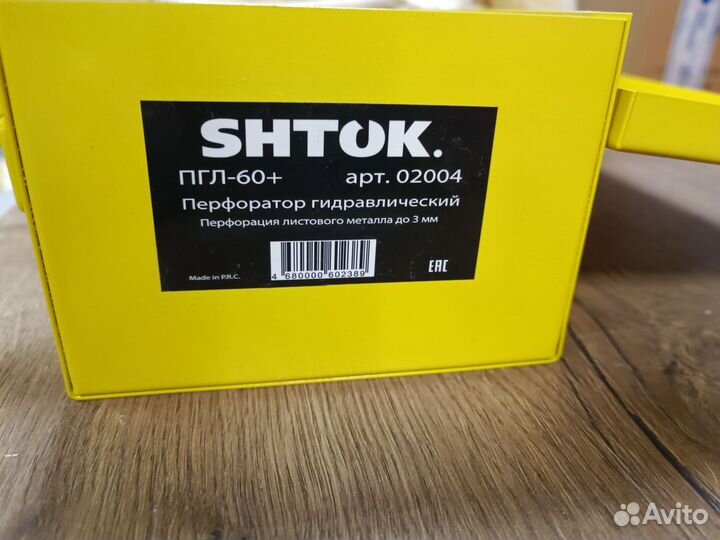 SHTOK.
ПГЛ-60+ арт. 02004
Перфоратор гидравлический
Перфорация листового металла до 3 мм
Made in P.R.C.
4 680000 602389
EAC
Avito